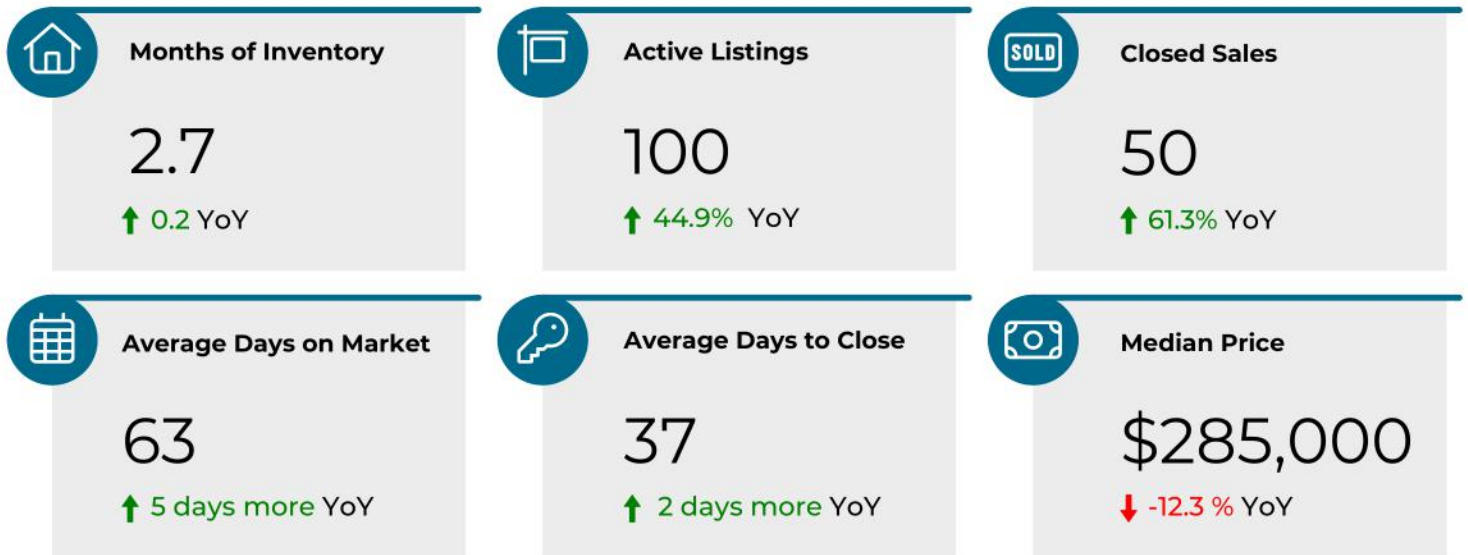 Months of Inventory
2.7
0.2 YoY
Active Listings
100
44.9% YoY
SOLD
Closed Sales
50
61.3% YoY
Average Days on Market
63
5 days more YoY
Average Days to Close
37
2 days more YoY
Median Price
$285,000
-12.3 % YoY